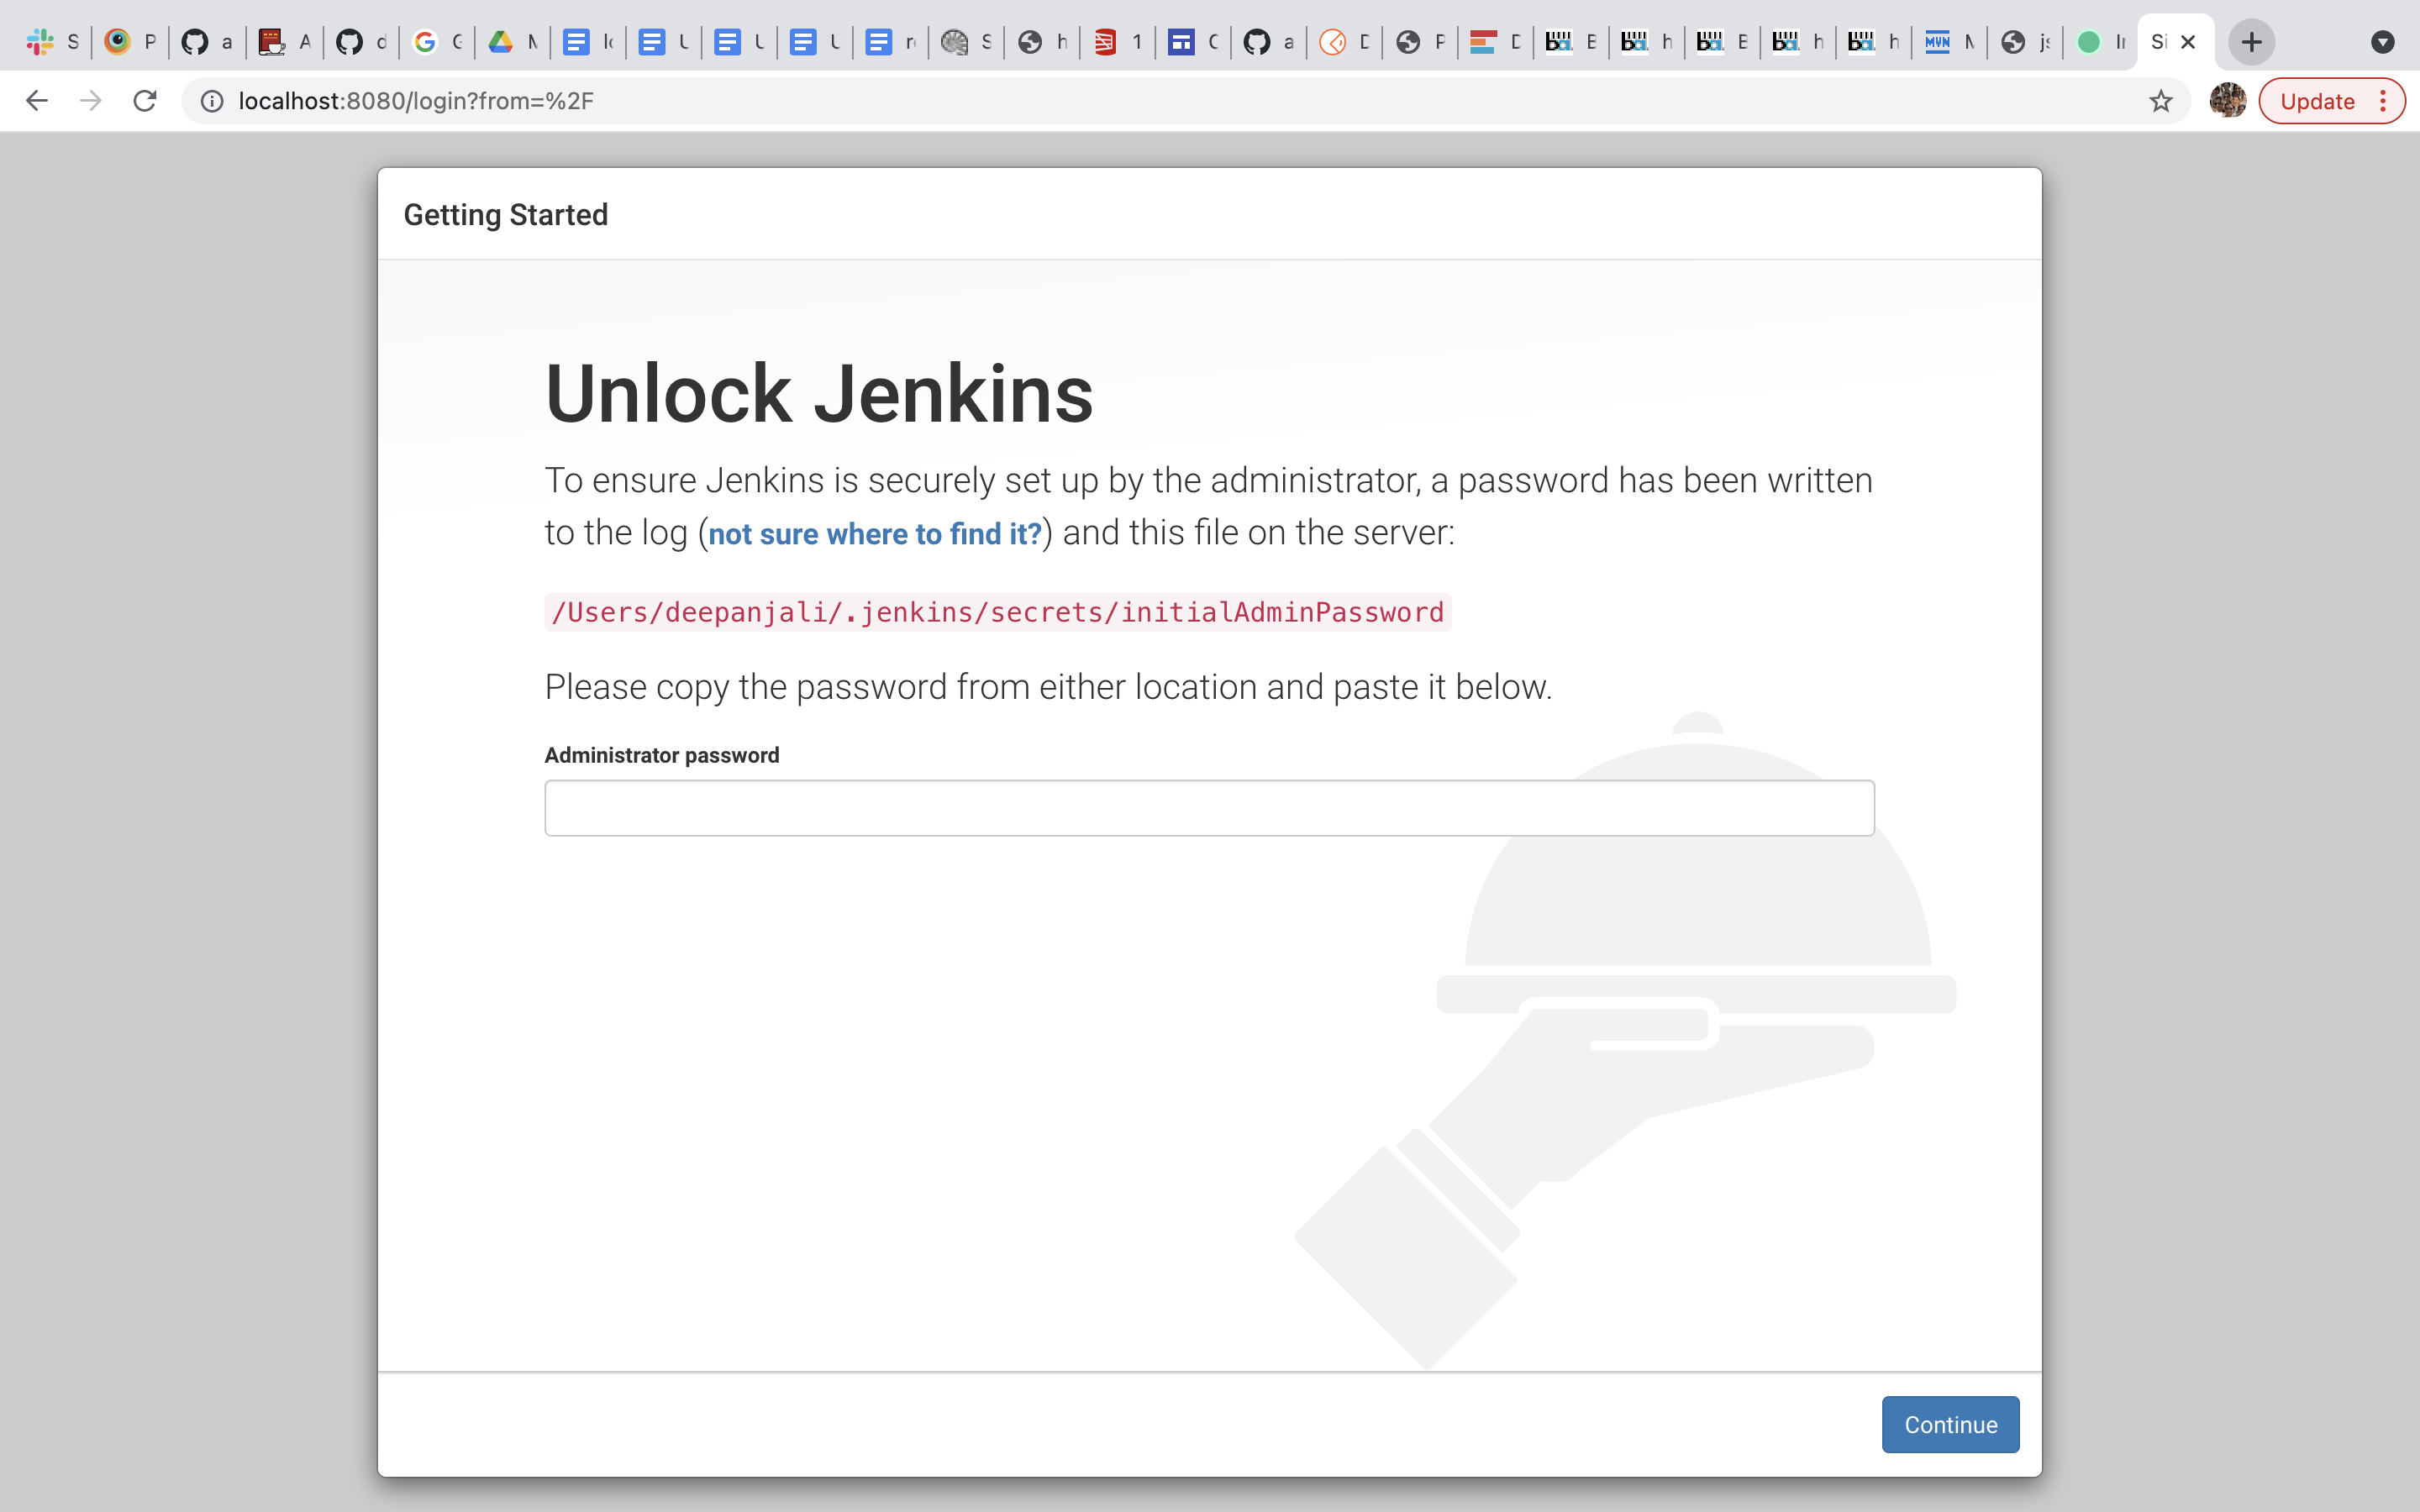 S P a A d G M U U U S h 1 C a D P D B h B h h M Si
localhost:8080/login?from=%2F
Update
Getting Started
Unlock Jenkins
To ensure Jenkins is securely set up by the administrator, a password has been written
to the log (not sure where to find it?) and this file on the server:
/Users/deepanjali/.jenkins/secrets/initialAdminPassword
Please copy the password from either location and paste it below.
Administrator password
Continue